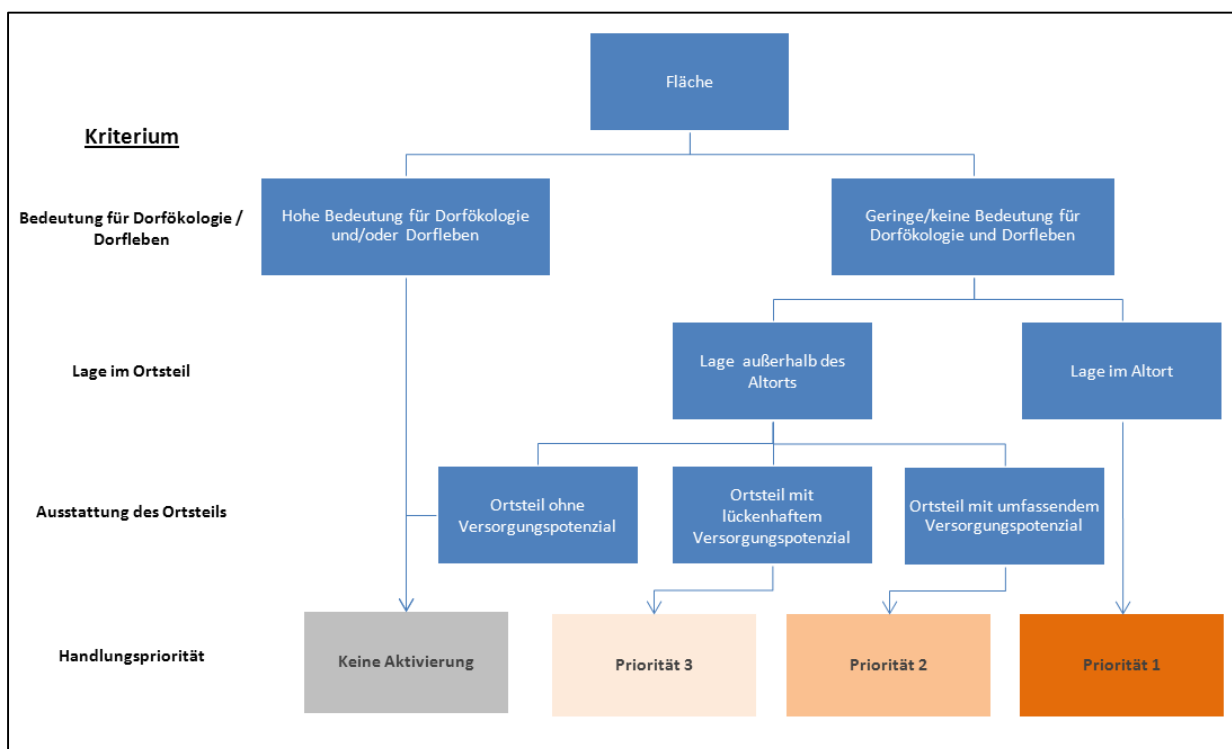 Fläche
Kriterium
Bedeutung für Dorfökologie /
Dorfleben
Hohe Bedeutung für Dorfökologie
und/oder Dorfleben
Geringe/keine Bedeutung für
Dorfökologie und Dorfleben
Lage im Ortsteil
Lage außerhalb des
Altorts
Lage im Altort
Ausstattung des Ortsteils
Ortsteil ohne
Versorgungspotenzial
Ortsteil mit
lückenhaftem
Versorgungspotenzial
Ortsteil mit umfassendem
Versorgungspotenzial
Handlungspriorität
Keine Aktivierung
Priorität 3
Priorität 2
Priorität 1